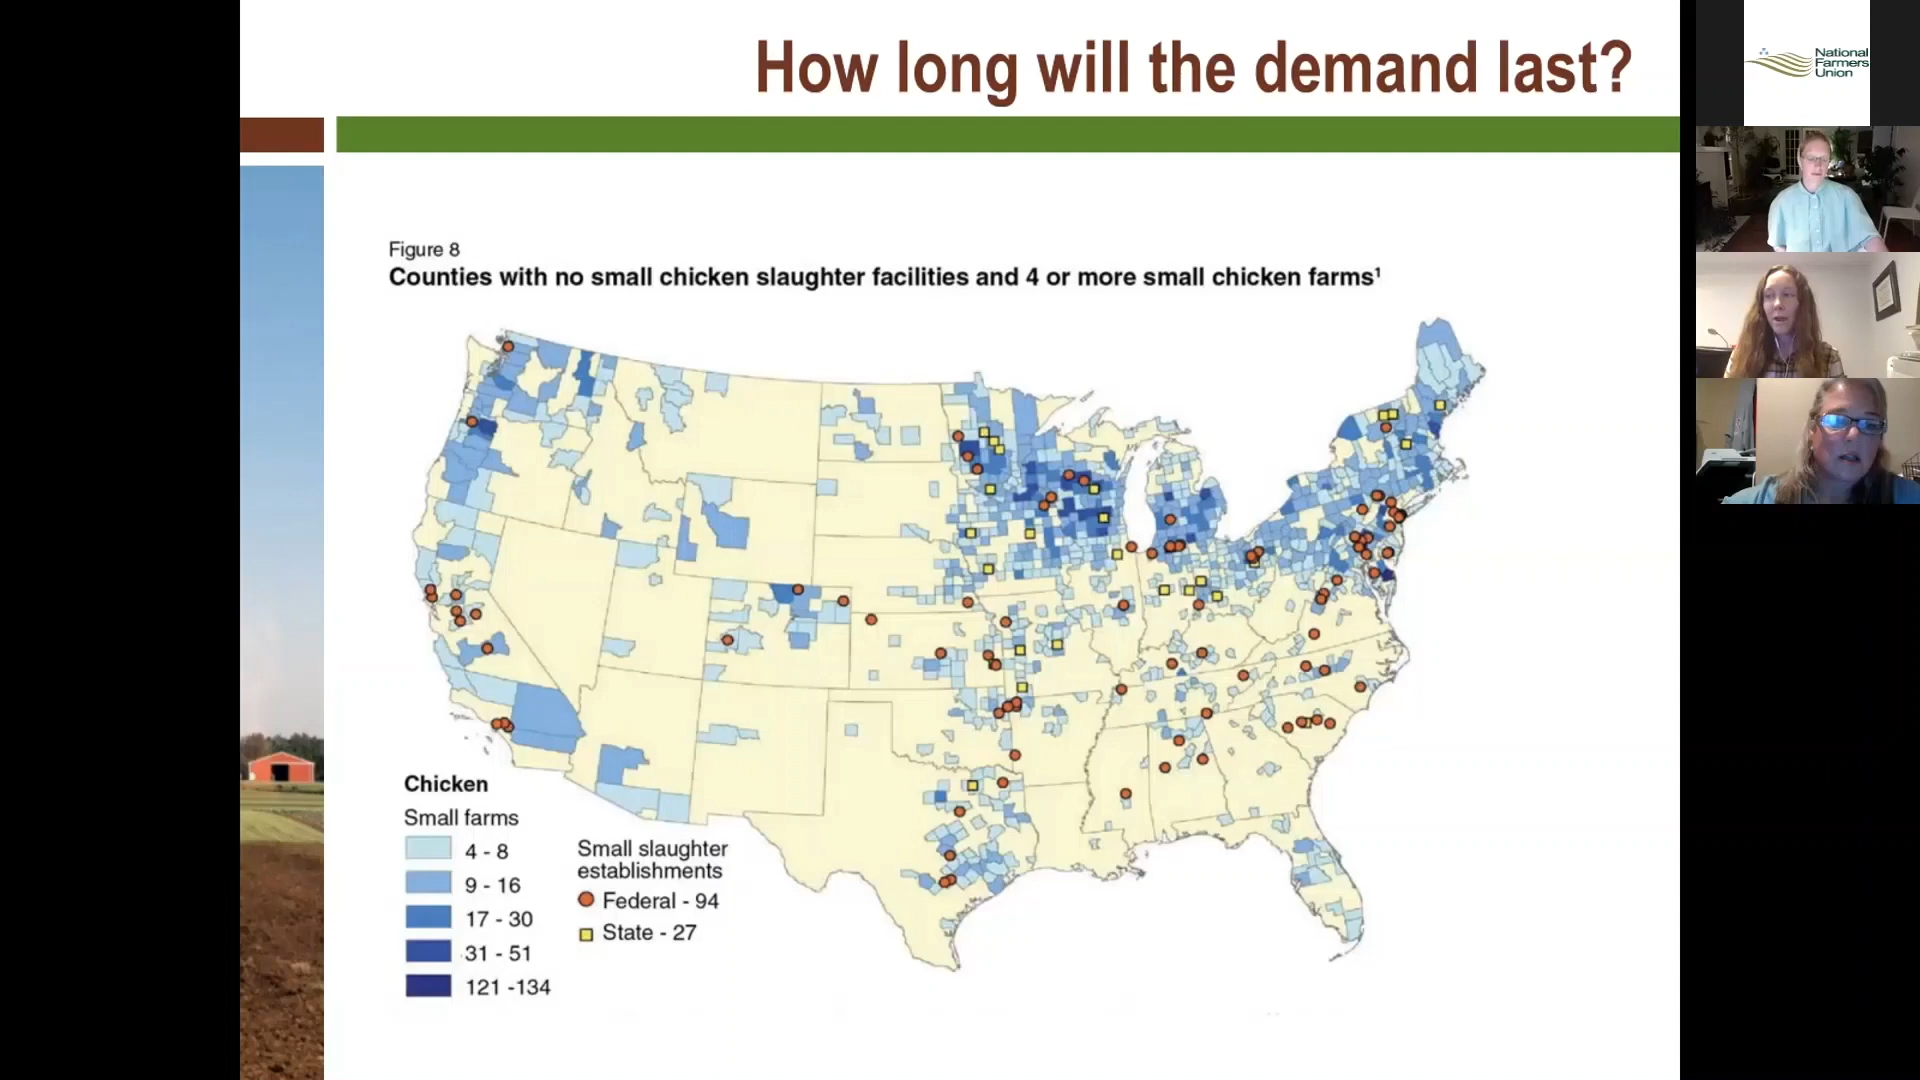 How long will the demand last?
National
Farmers
Union
Figure 8
Counties with no small chicken slaughter facilities and 4 or more small chicken farms¹
Chicken
Small farms
4 - 8
9 - 16
17 - 30
31 - 51
121 -134
Small slaughter
establishments
Federal - 94
State - 27